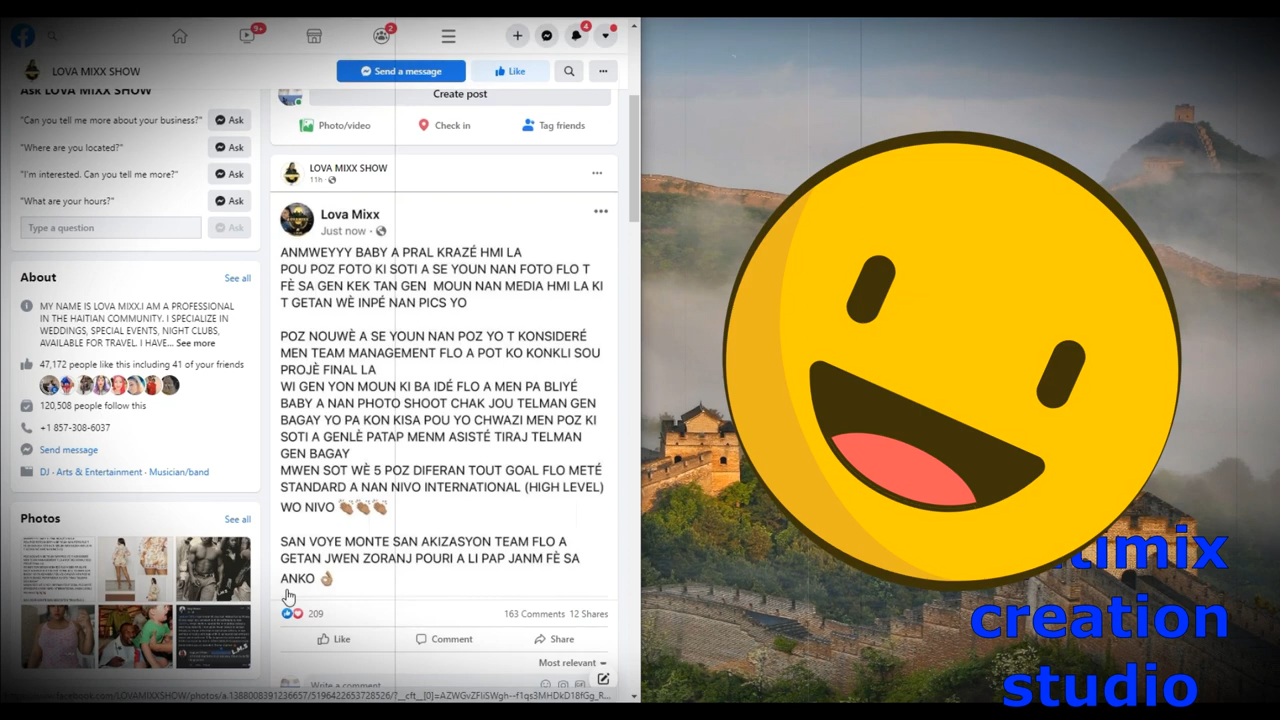 9+
2
4
LOVA MIXX SHOW
Send a message
Like
Ask LOVA MIXX SHOW
"Can you tell me more about your business?"
Ask
"Where are you located?"
Ask
"I'm interested. Can you tell me more?"
Ask
"What are your hours?"
Ask
Type a question
Ask
About
See all
MY NAME IS LOVA MIXX.I AM A PROFESSIONAL
IN THE HAITIAN COMMUNITY. I SPECIALIZE IN
WEDDINGS, SPECIAL EVENTS, NIGHT CLUBS,
AVAILABLE FOR TRAVEL. I HAVE... See more
47,172 people like this including 41 of your friends
120,508 people follow this
+1 857-308-6037
Send message
DJ · Arts & Entertainment · Musician/band
Photos
See all
Create post
Photo/video
Check in
Tag friends
LOVA MIXX SHOW
11h ·
Lova Mixx
Just now ·
ANMWEYYY BABY A PRAL KRAZÉ HMI LA
POU POZ FOTO KI SOTI A SE YOUN NAN FOTO FLO T
FÈ SA GEN KEK TAN GEN MOUN NAN MEDIA HMI LA KI
T GETAN WÈ INPÉ NAN PICS YO
POZ NOUWÈ A SE YOUN NAN POZ YO T KONSIDERÉ
MEN TEAM MANAGEMENT FLO A POT KO KONKLI SOU
PROJÈ FINAL LA
WI GEN YON MOUN KI BA IDÉ FLO A MEN PA BLIYÉ
BABY A NAN PHOTO SHOOT CHAK JOU TELMAN GEN
BAGAY YO PA KON KISA POU YO CHWAZI MEN POZ KI
SOTI A GENLÈ PATAP MENM ASISTÉ TIRAJ TELMAN
GEN BAGAY
MWEN SOT WÈ 5 POZ DIFERAN TOUT GOAL FLO METÉ
STANDARD A NAN NIVO INTERNATIONAL (HIGH LEVEL)
WO NIVO 👏🏽👏🏽👏🏽
SAN VOYE MONTE SAN AKIZASYON TEAM FLO A
GETAN JWEN ZORANJ POURI A LI PAP JANM FÈ SA
ANKO 👌🏽
209
163 Comments 12 Shares
Like
Comment
Share
Most relevant
Write a comment
creation
studio